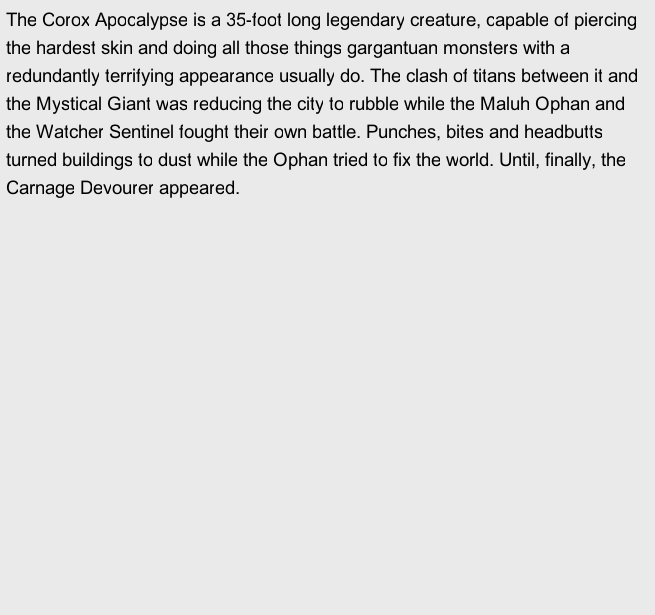 The Corox Apocalypse is a 35-foot long legendary creature, capable of piercing
the hardest skin and doing all those things gargantuan monsters with a
redundantly terrifying appearance usually do. The clash of titans between it and
the Mystical Giant was reducing the city to rubble while the Maluh Ophan and
the Watcher Sentinel fought their own battle. Punches, bites and headbutts
turned buildings to dust while the Ophan tried to fix the world. Until, finally, the
Carnage Devourer appeared.